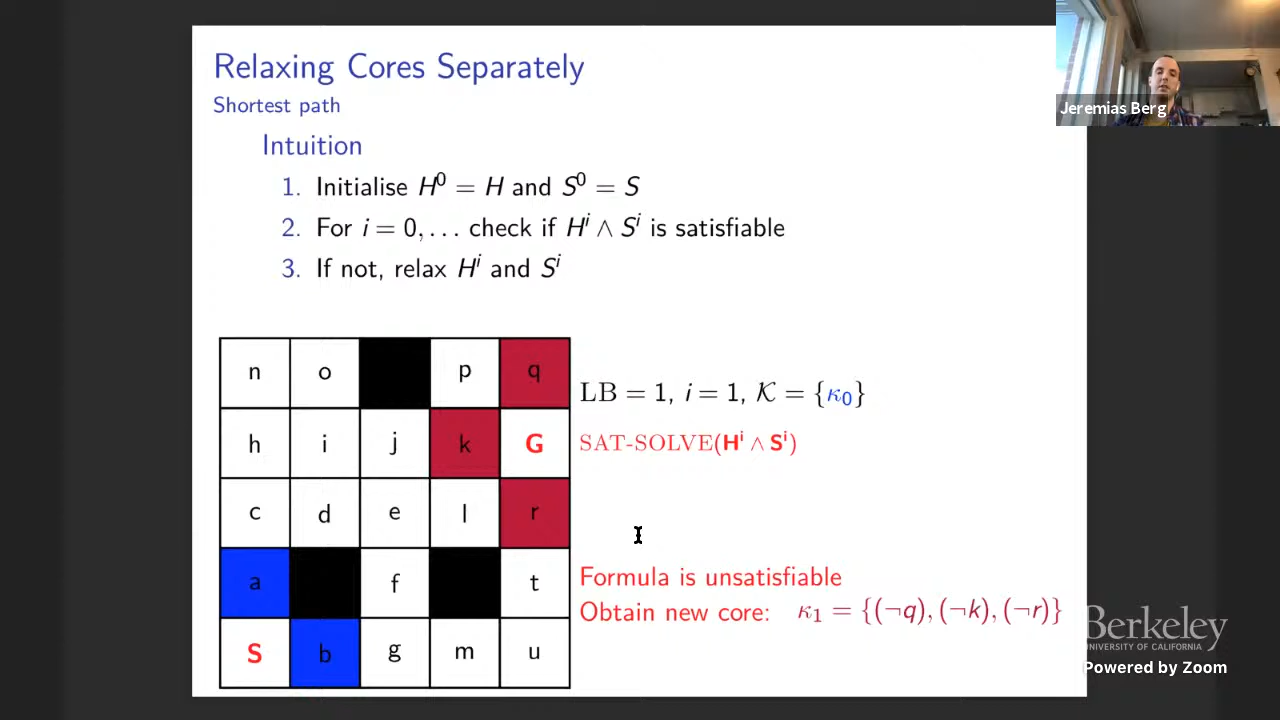 Relaxing Cores Separately
Shortest path
Intuition
1. Initialise H⁰ = H and S⁰ = S
2. For i = 0, . . . check if Hⁱ ∧ Sⁱ is satisfiable
3. If not, relax Hⁱ and Sⁱ
n o p q
h i j k G
c d e l r
a f t
S b g m u
LB = 1, i = 1, 𝒦 = {κ₀}
SAT-SOLVE(Hⁱ ∧ Sⁱ)
Formula is unsatisfiable
Obtain new core: κ₁ = {(¬q), (¬k), (¬r)}
Jeremias Berg
Berkeley
UNIVERSITY OF CALIFORNIA
Powered by Zoom